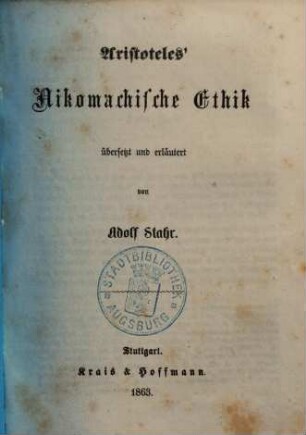 Aristoteles'
Nikomachische Ethik
übersetzt und erläutert
von
Adolf Stahr.
STADTBIBLIOTHEK
AUGSBURG
Stuttgart.
Krais & Hoffmann.
1863.